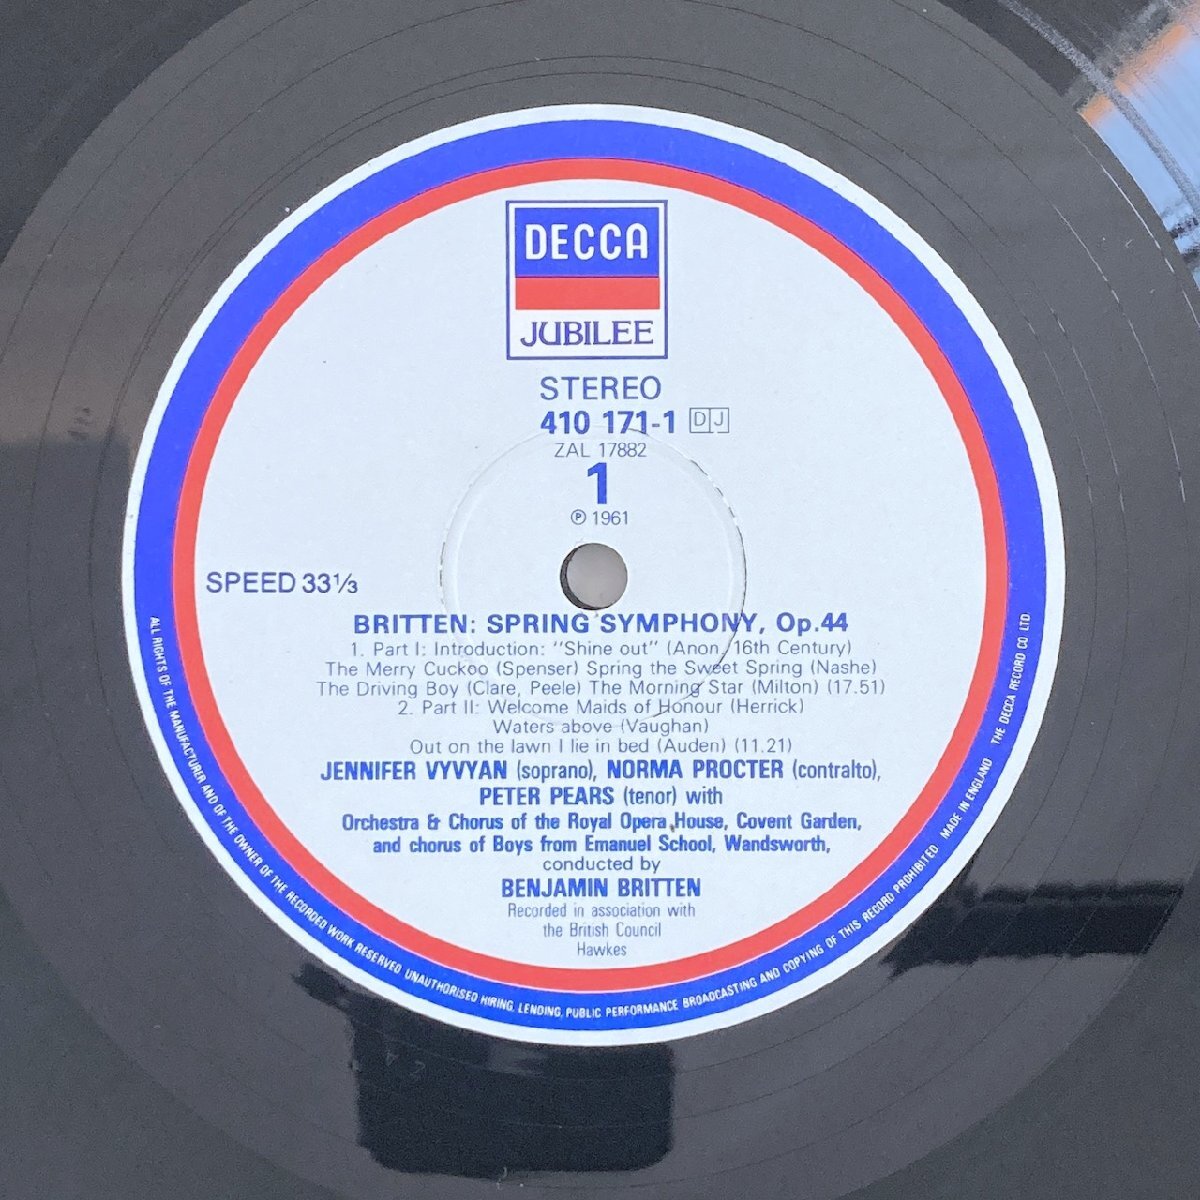 DECCA
JUBILEE
STEREO
410 171-1 DJ
ZAL 17882
1
℗ 1961
SPEED 33⅓
BRITTEN: SPRING SYMPHONY, Op.44
1. Part I: Introduction: "Shine out" (Anon, 16th Century)
The Merry Cuckoo (Spenser) Spring the Sweet Spring (Nashe)
The Driving Boy (Clare, Peele) The Morning Star (Milton) (17.51)
2. Part II: Welcome Maids of Honour (Herrick)
Waters above (Vaughan)
Out on the lawn I lie in bed (Auden) (11.21)
JENNIFER VYVYAN (soprano), NORMA PROCTER (contralto),
PETER PEARS (tenor) with
Orchestra & Chorus of the Royal Opera House, Covent Garden,
and chorus of Boys from Emanuel School, Wandsworth,
conducted by
BENJAMIN BRITTEN
Recorded in association with
the British Council
Hawkes
ALL RIGHTS OF THE MANUFACTURER AND OF THE OWNER OF THE RECORDED WORK RESERVED UNAUTHORISED HIRING, LENDING, PUBLIC PERFORMANCE BROADCASTING AND COPYING OF THIS RECORD PROHIBITED MADE IN ENGLAND THE DECCA RECORD CO LTD